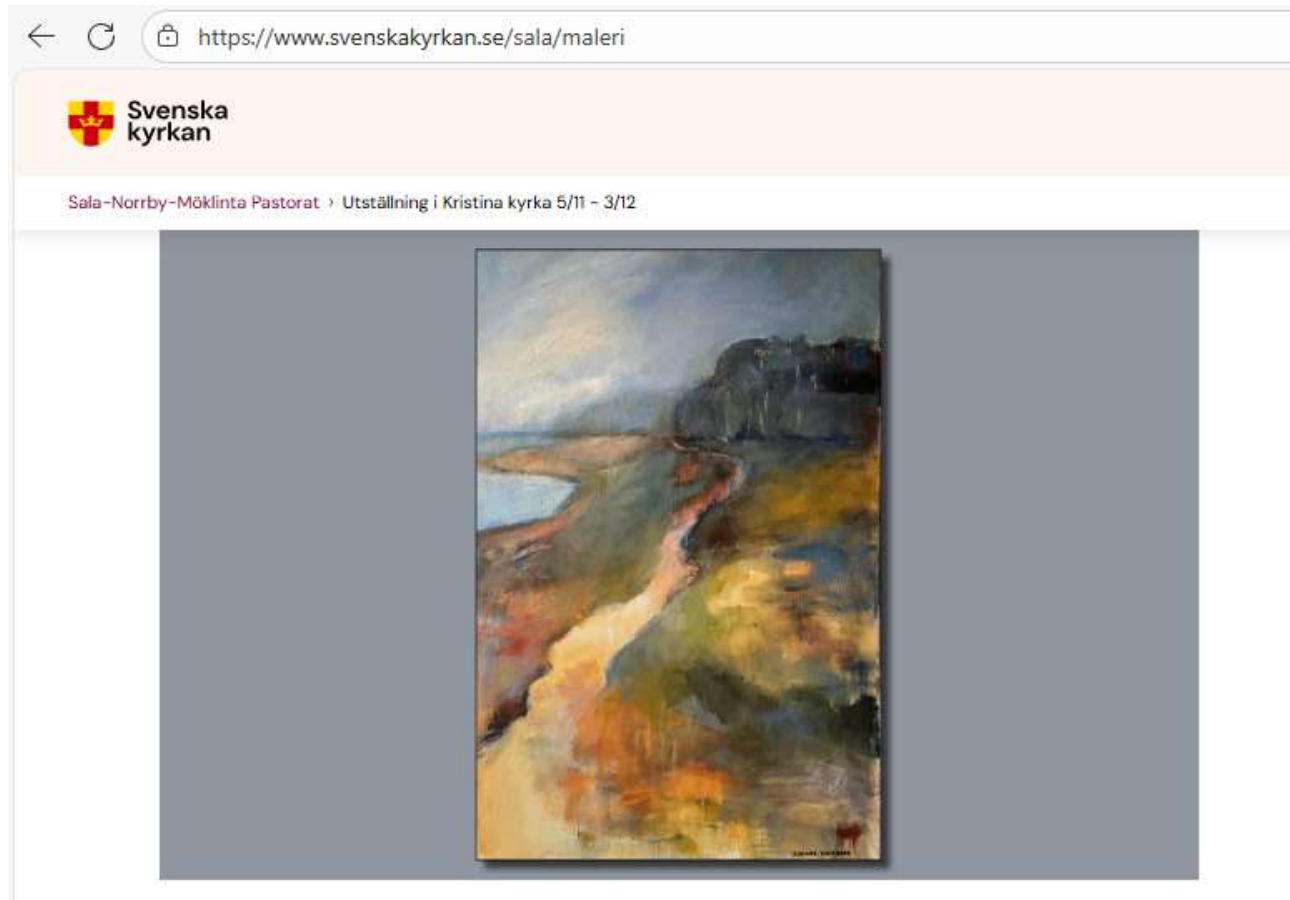 https://www.svenskakyrkan.se/sala/maleri
Svenska
kyrkan
Sala-Norrby-Möklinta Pastorat › Utställning i Kristina kyrka 5/11 - 3/12